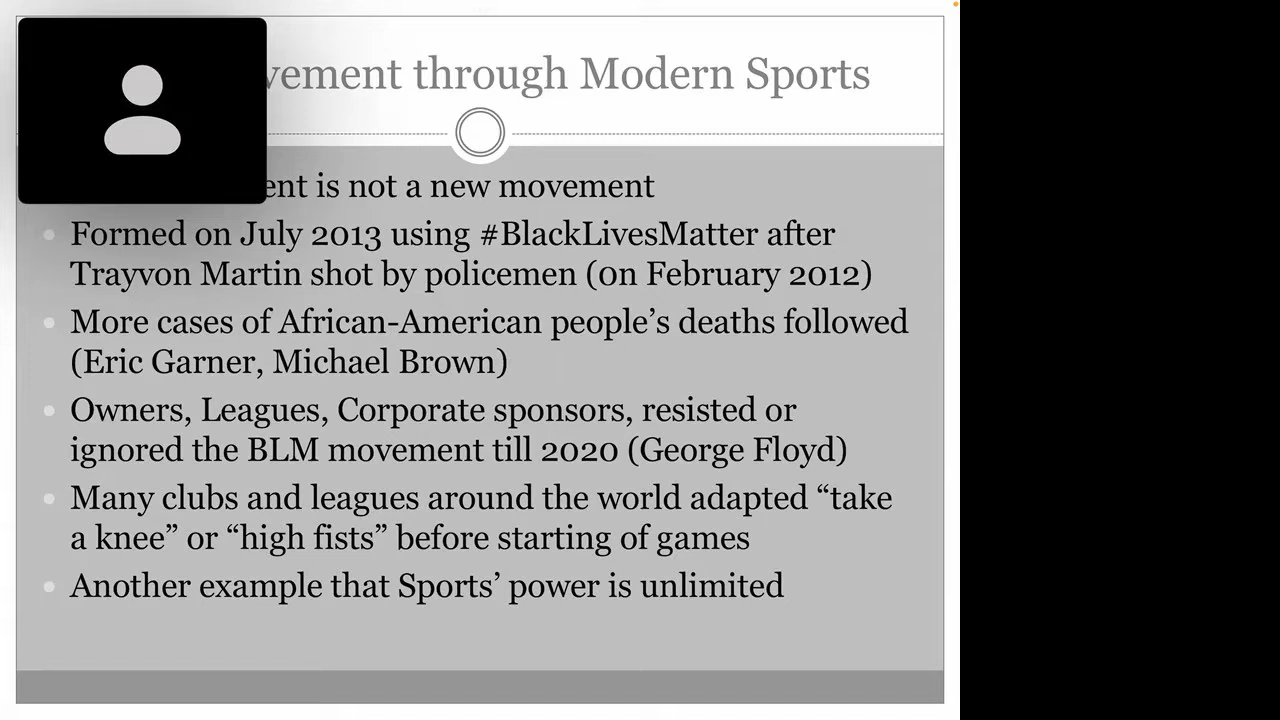 through Modern Sports
is not a new movement
Formed on July 2013 using #BlackLivesMatter after
Trayvon Martin shot by policemen (on February 2012)
More cases of African-American people’s deaths followed
(Eric Garner, Michael Brown)
Owners, Leagues, Corporate sponsors, resisted or
ignored the BLM movement till 2020 (George Floyd)
Many clubs and leagues around the world adapted “take
a knee” or “high fists” before starting of games
Another example that Sports’ power is unlimited